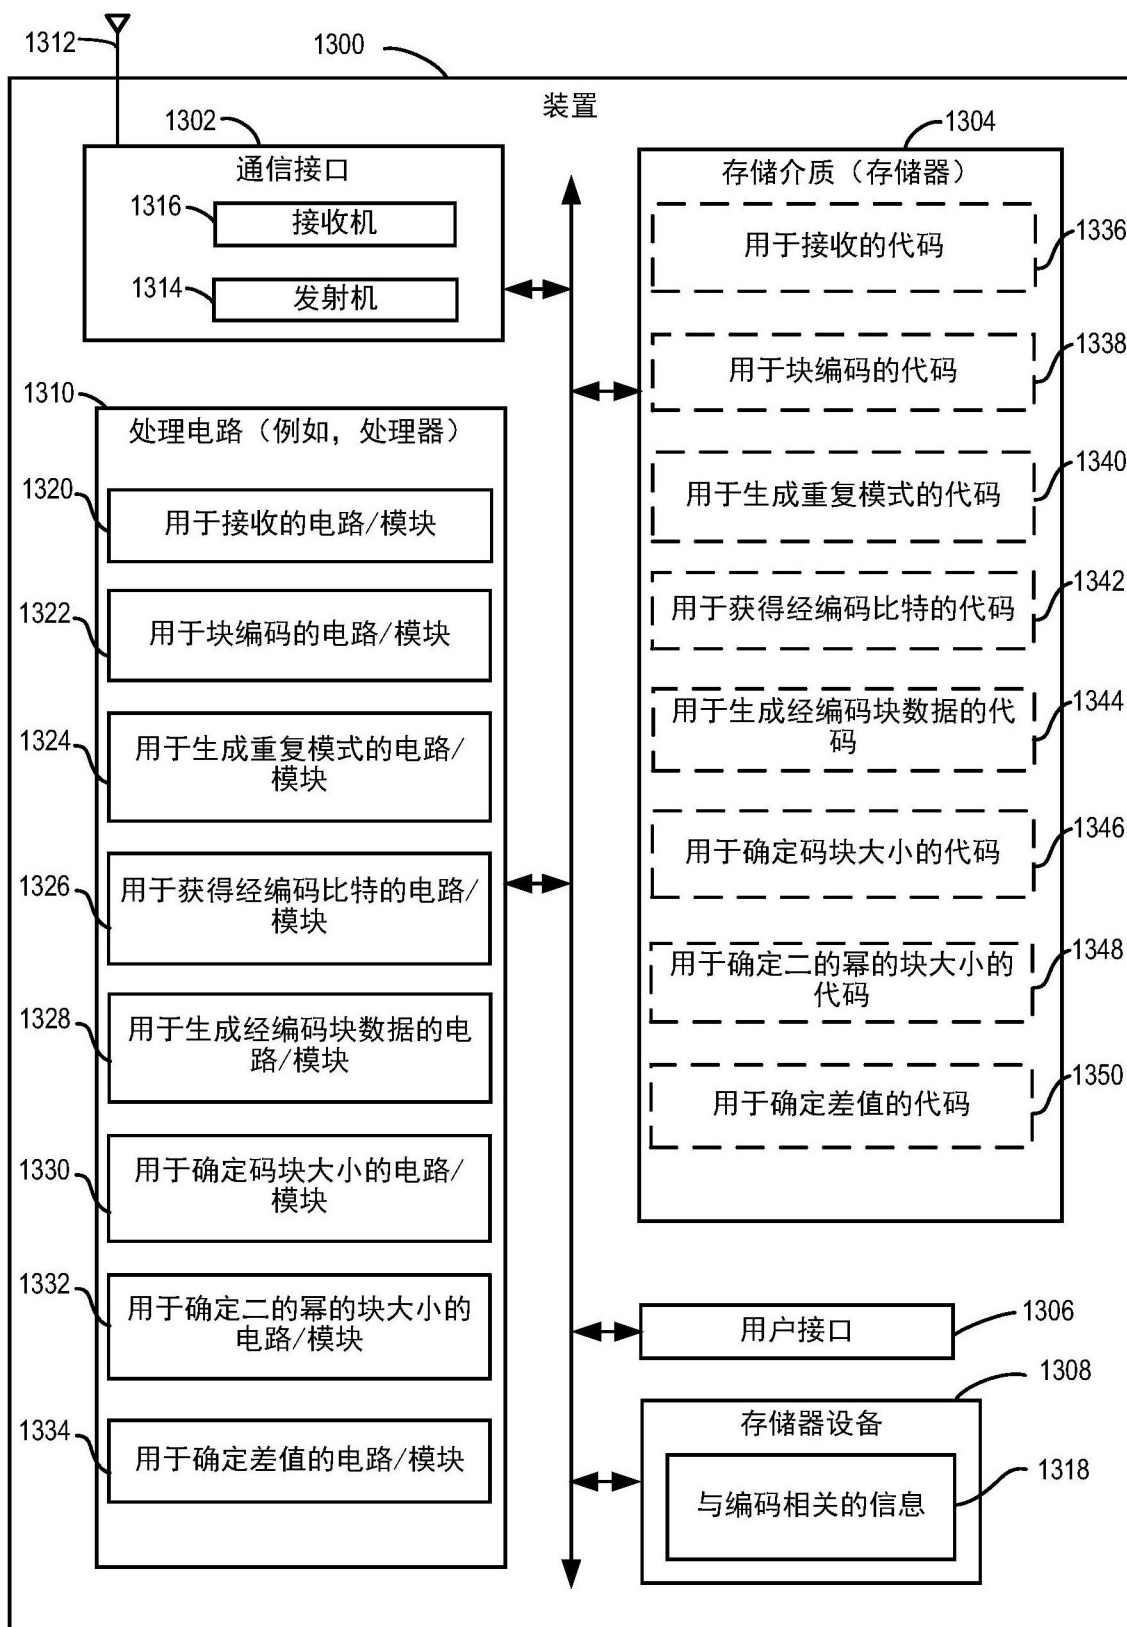 1312
1300
装置
1302
通信接口
1316
接收机
1314
发射机
1310
处理电路（例如，处理器）
1320
用于接收的电路/模块
1322
用于块编码的电路/模块
1324
用于生成重复模式的电路/
模块
1326
用于获得经编码比特的电路/
模块
1328
用于生成经编码块数据的电
路/模块
1330
用于确定码块大小的电路/
模块
1332
用于确定二的幂的块大小的
电路/模块
1334
用于确定差值的电路/模块
1304
存储介质（存储器）
用于接收的代码
1336
用于块编码的代码
1338
用于生成重复模式的代码
1340
用于获得经编码比特的代码
1342
用于生成经编码块数据的代
码
1344
用于确定码块大小的代码
1346
用于确定二的幂的块大小的
代码
1348
用于确定差值的代码
1350
用户接口
1306
1308
存储器设备
与编码相关的信息
1318